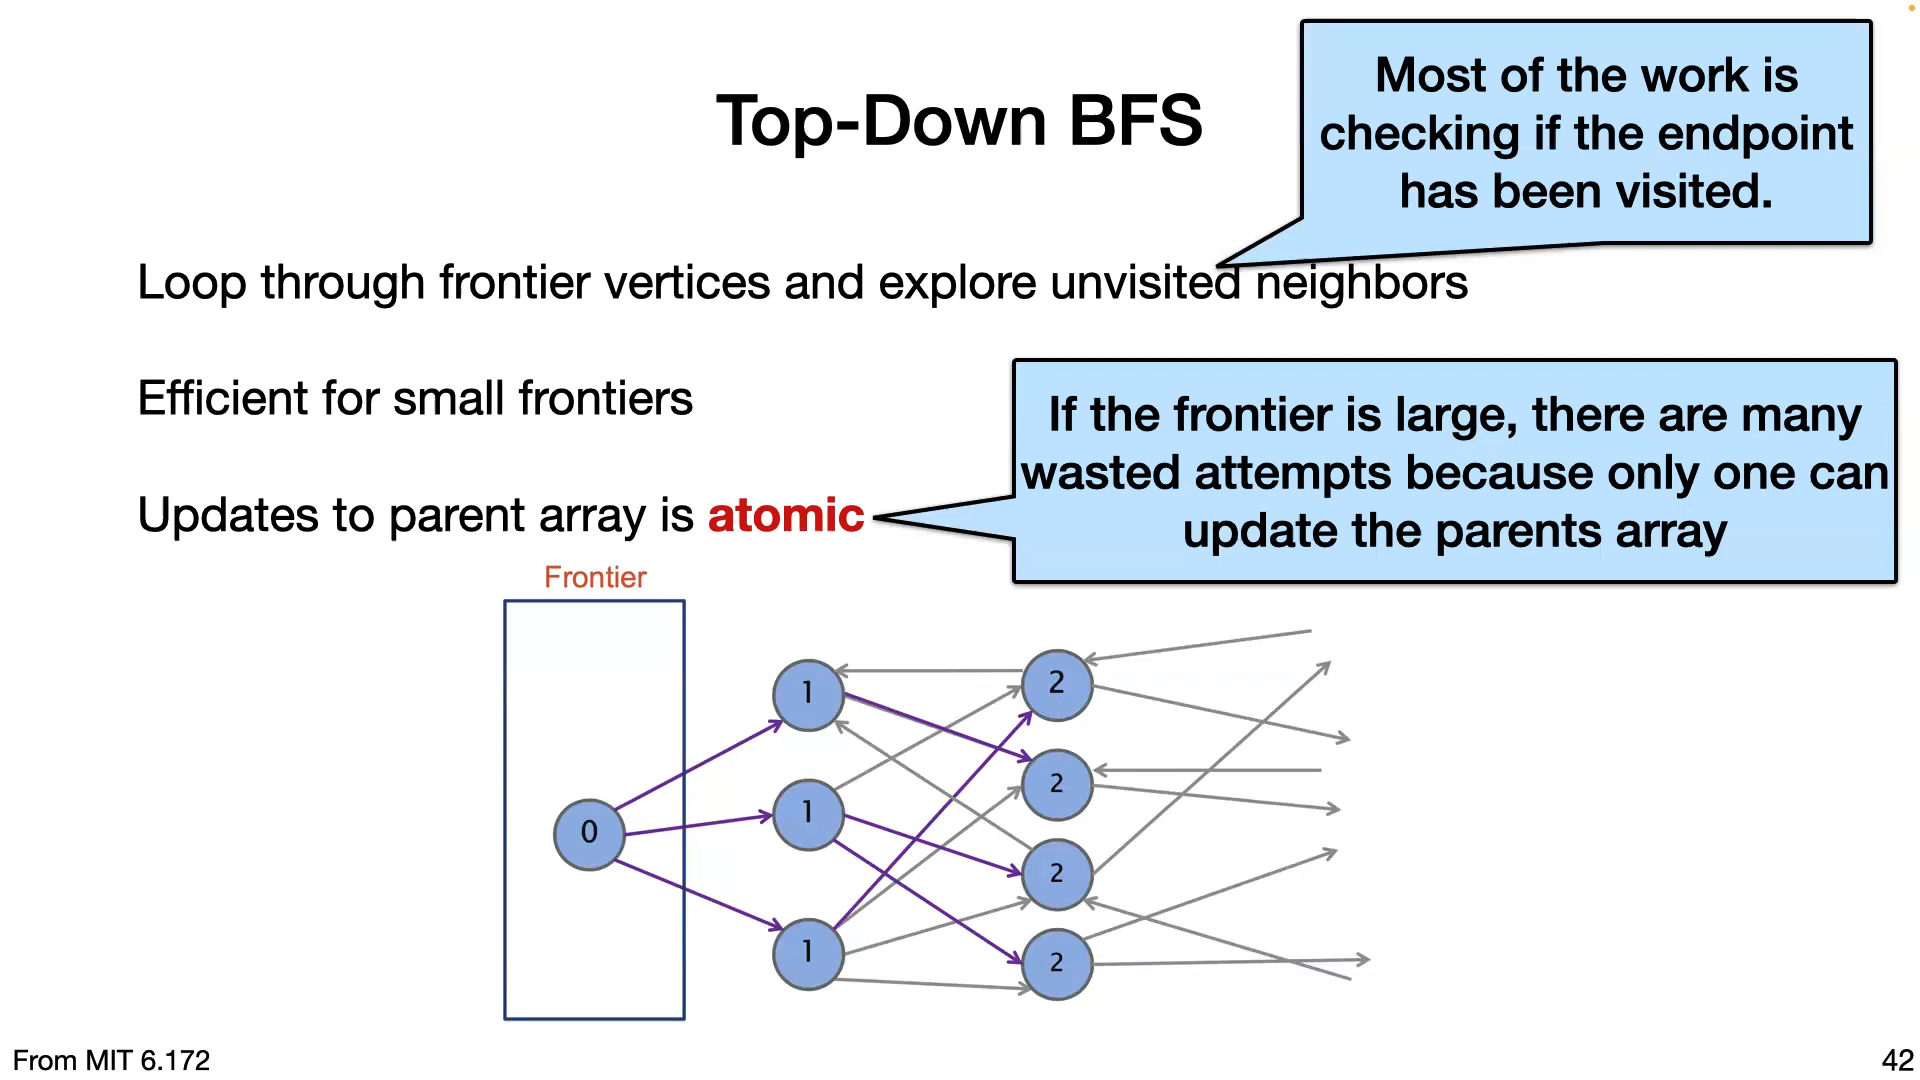 Top-Down BFS
Most of the work is
checking if the endpoint
has been visited.
Loop through frontier vertices and explore unvisited neighbors
Efficient for small frontiers
If the frontier is large, there are many
wasted attempts because only one can
update the parents array
Updates to parent array is atomic
Frontier
0
1
1
1
2
2
2
2
From MIT 6.172
42